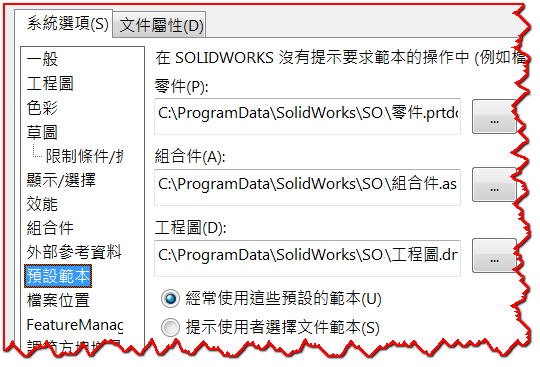 系統選項(S) 文件屬性(D)
一般
工程圖
色彩
草圖
限制條件/
顯示/選擇
效能
組合件
外部參考資料
預設範本
檔案位置
FeatureManag
在 SOLIDWORKS 沒有提示要求範本的操作中 (例如
零件(P):
C:\ProgramData\SolidWorks\SO\零件.prtdo
...
組合件(A):
C:\ProgramData\SolidWorks\SO\組合件.as
...
工程圖(D):
C:\ProgramData\SolidWorks\SO\工程圖.dr
...
經常使用這些預設的範本(U)
提示使用者選擇文件範本(S)